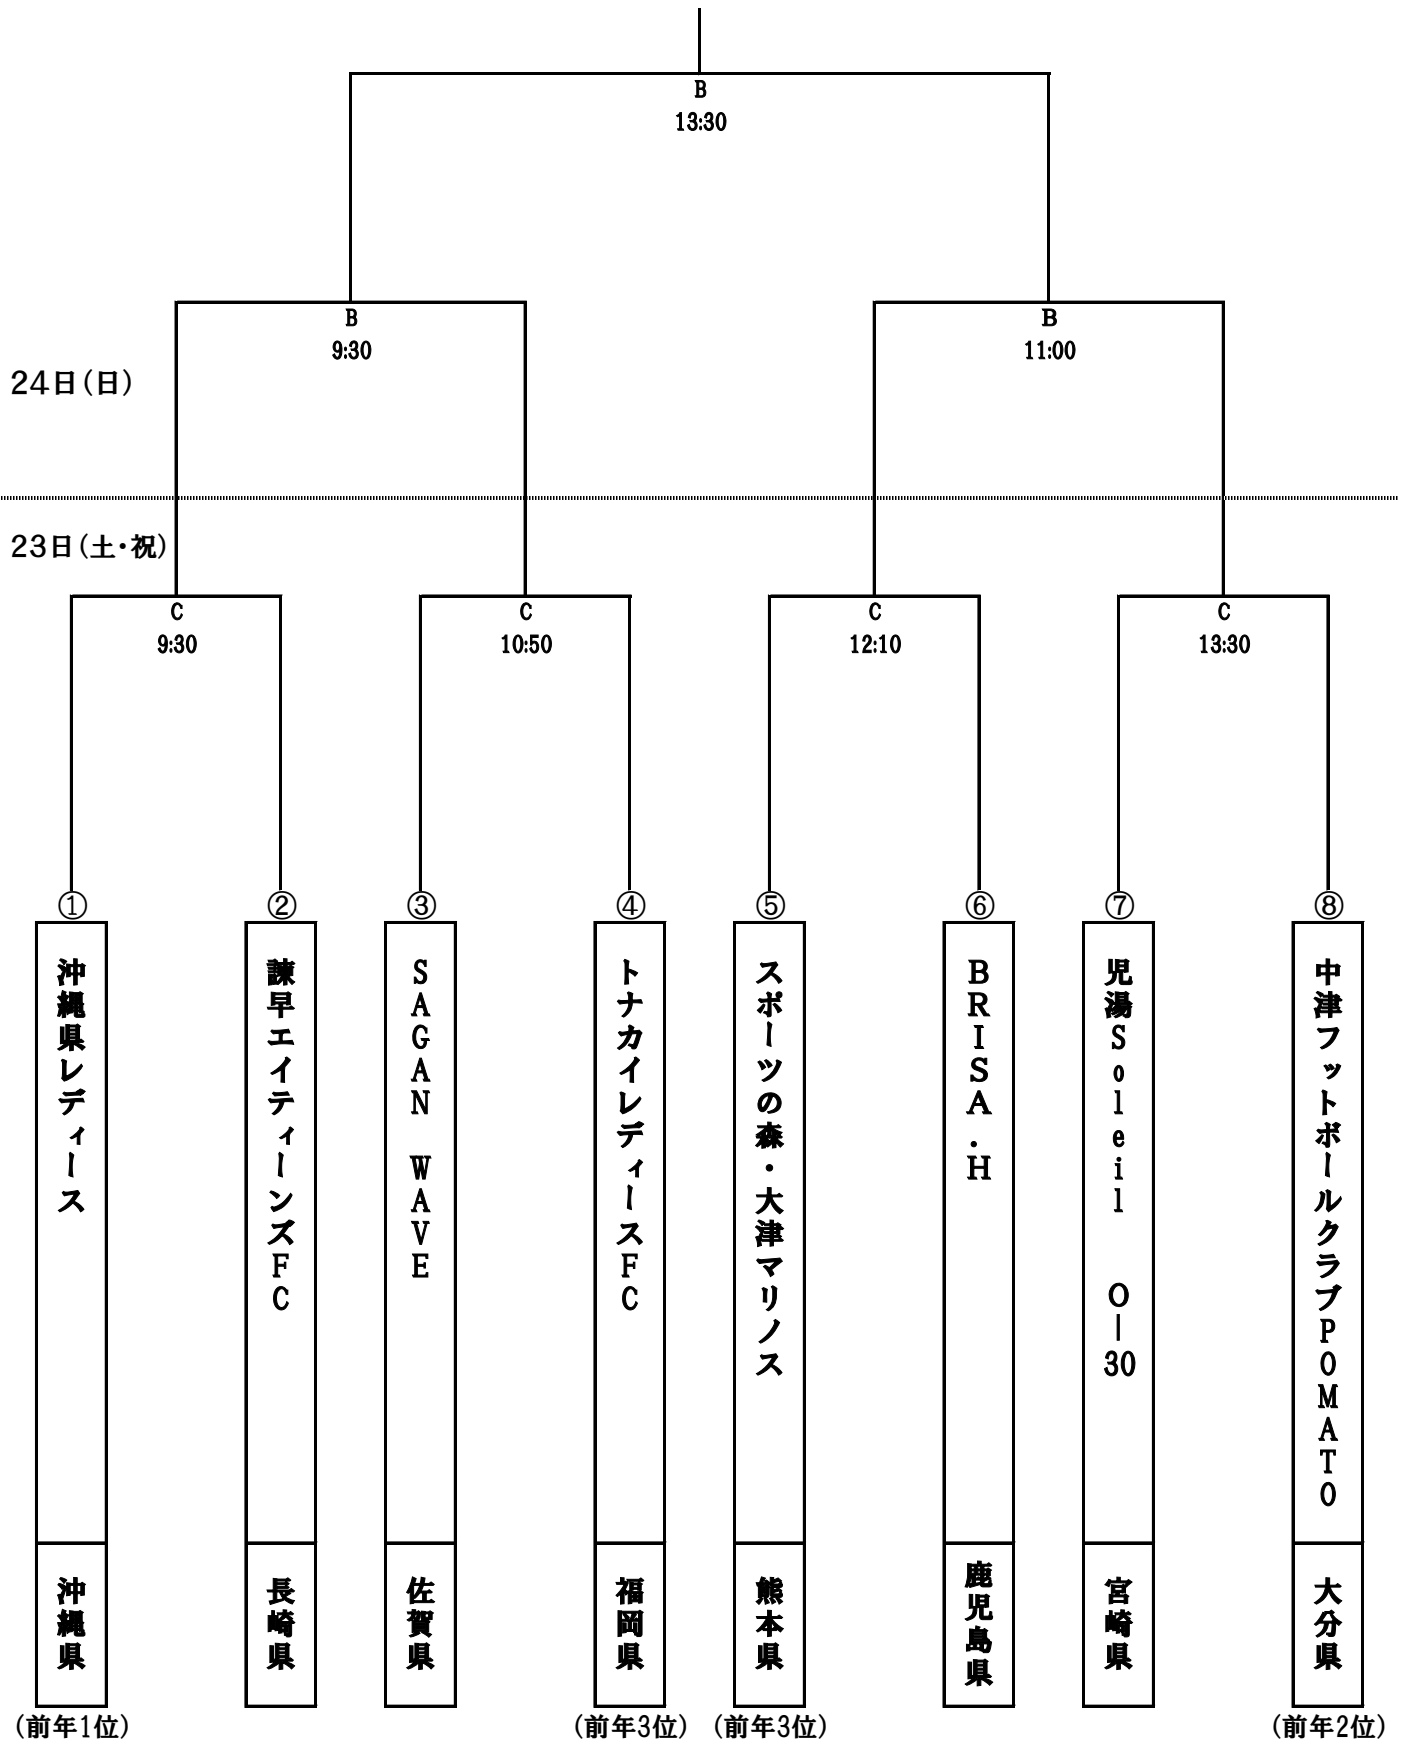 B
13:30
B
9:30
B
11:00
24日(日)
23日(土・祝)
C
9:30
C
10:50
C
12:10
C
13:30
①
②
③
④
⑤
⑥
⑦
⑧
沖縄県レディース
諫早エイティーンズFC
SAGAN WAVE
トナカイレディースFC
スポーツの森・大津マリノス
BRISA.H
児湯Soleil O－30
中津フットボールクラブPOMATO
沖縄県
長崎県
佐賀県
福岡県
熊本県
鹿児島県
宮崎県
大分県
(前年1位)
(前年3位)
(前年3位)
(前年2位)